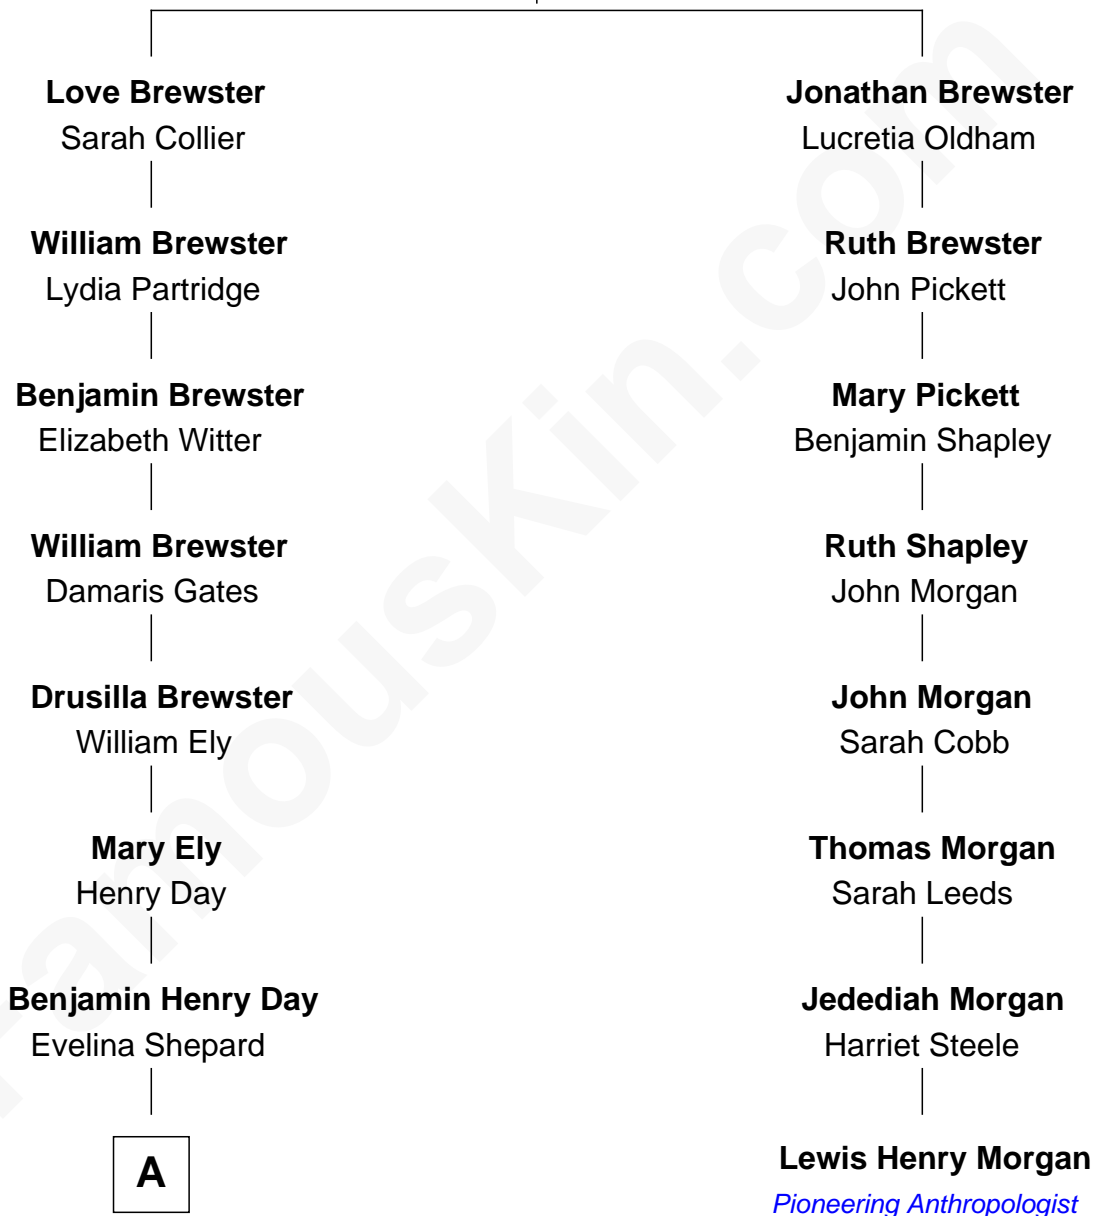 Love Brewster
Sarah Collier
William Brewster
Lydia Partridge
Benjamin Brewster
Elizabeth Witter
William Brewster
Damaris Gates
Drusilla Brewster
William Ely
Mary Ely
Henry Day
Benjamin Henry Day
Evelina Shepard
A
Jonathan Brewster
Lucretia Oldham
Ruth Brewster
John Pickett
Mary Pickett
Benjamin Shapley
Ruth Shapley
John Morgan
John Morgan
Sarah Cobb
Thomas Morgan
Sarah Leeds
Jedediah Morgan
Harriet Steele
Lewis Henry Morgan
Pioneering Anthropologist
FamousKin.com